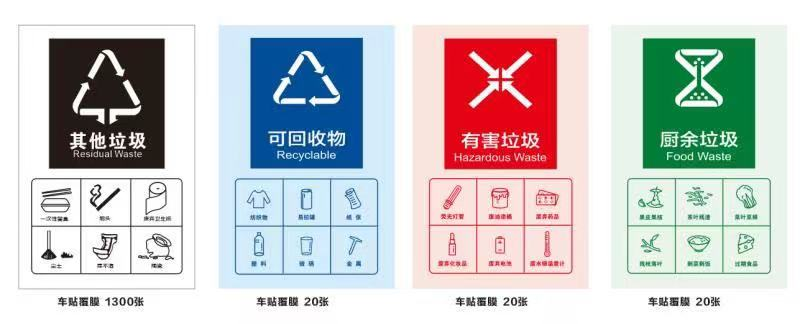 其他垃圾
Residual Waste
一次性餐盒
烟头
废弃卫生纸
尘土
尿不湿
陶瓷
车贴覆膜 1300张
可回收物
Recyclable
纺织物
易拉罐
纸 张
塑 料
玻 璃
金 属
车贴覆膜 20张
有害垃圾
Hazardous Waste
荧光灯管
废油漆桶
废弃药品
废弃化妆品
废弃电池
废水银温度计
车贴覆膜 20张
厨余垃圾
Food Waste
果皮果核
茶叶残渣
菜叶菜梗
残枝落叶
剩菜剩饭
过期食品
车贴覆膜 20张